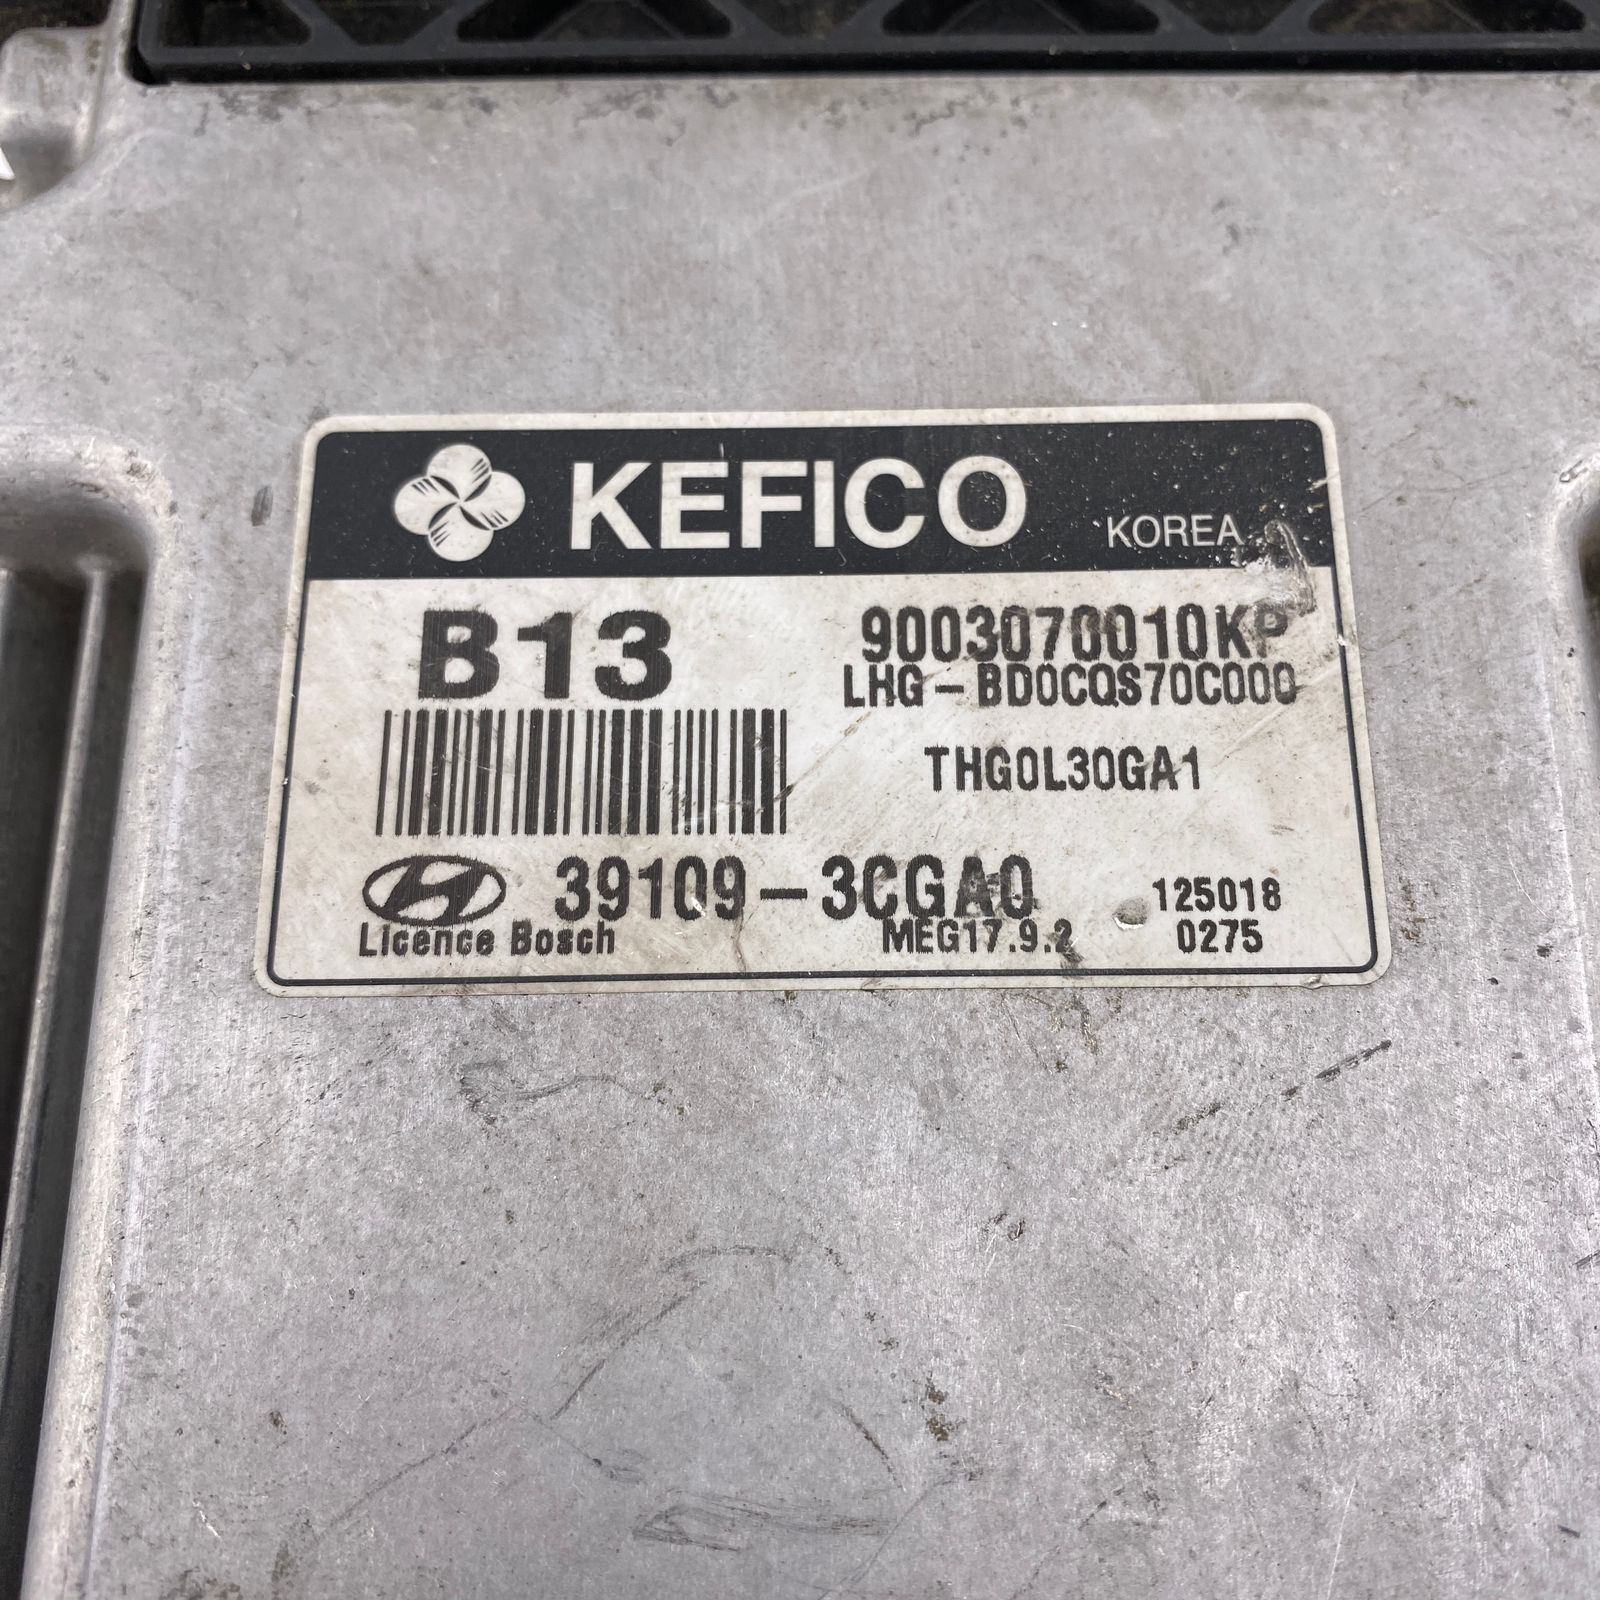 KEFICO KOREA
B13
9003070010KP
LHG-BD0CQS70C000
THG0L30GA1
39109-3CGA0
125018
Licence Bosch
MEG17.9.2
0275